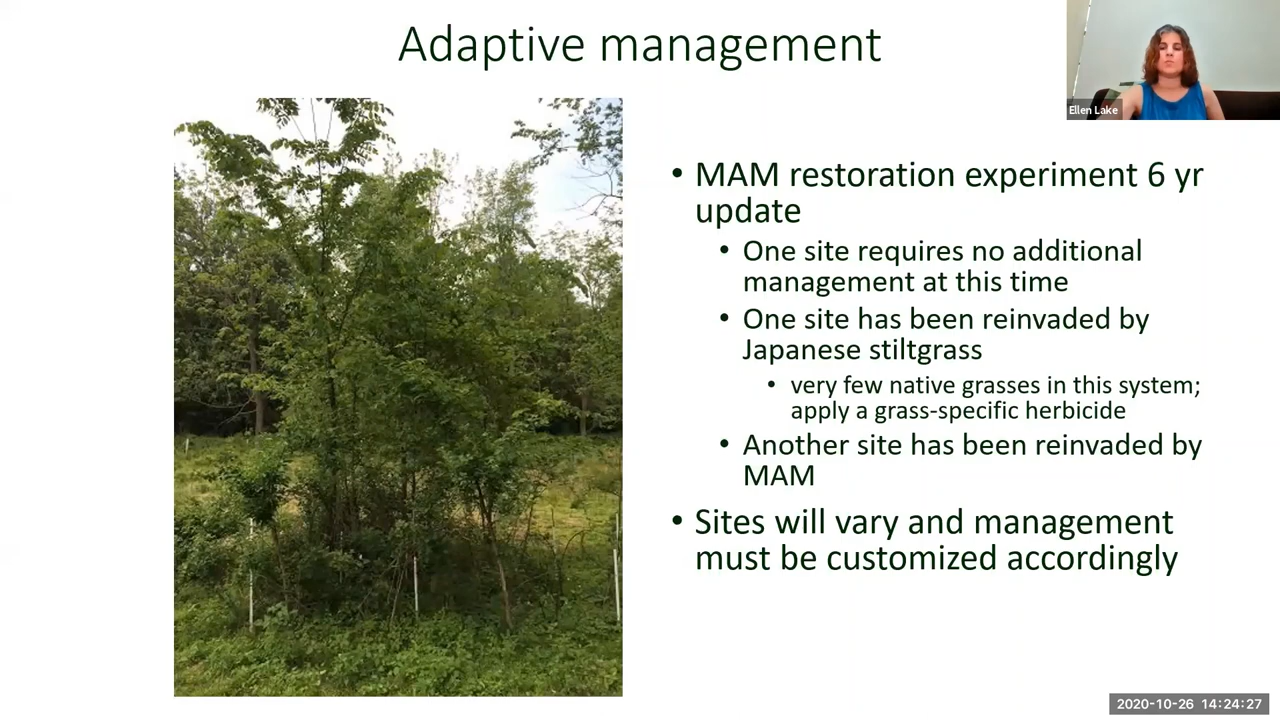 Adaptive management
Ellen Lake
• MAM restoration experiment 6 yr
update
• One site requires no additional
management at this time
• One site has been reinvaded by
Japanese stiltgrass
• very few native grasses in this system;
apply a grass-specific herbicide
• Another site has been reinvaded by
MAM
• Sites will vary and management
must be customized accordingly
2020-10-26 14:24:27